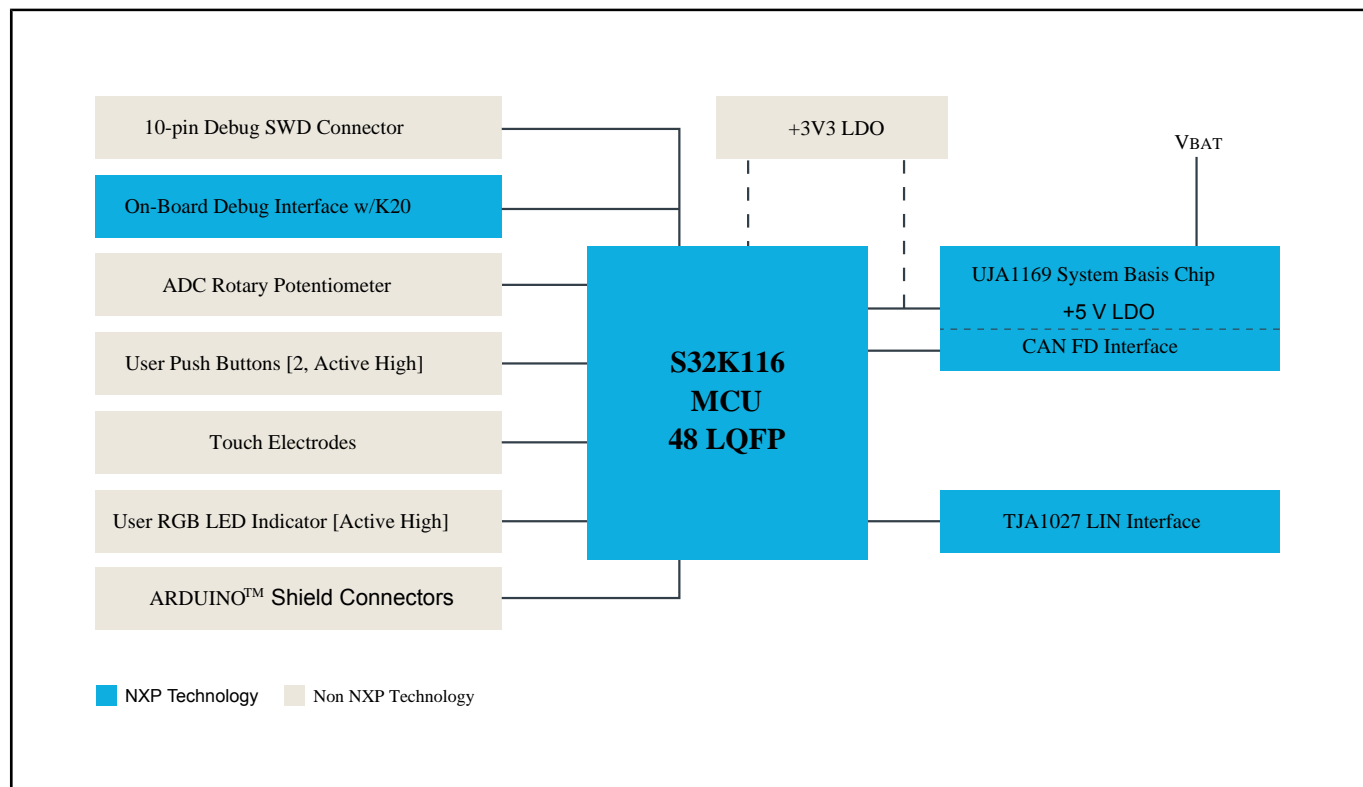 10-pin Debug SWD Connector
On-Board Debug Interface w/K20
ADC Rotary Potentiometer
User Push Buttons [2, Active High]
Touch Electrodes
User RGB LED Indicator [Active High]
ARDUINO™ Shield Connectors
+3V3 LDO
S32K116
MCU
48 LQFP
VBAT
UJA1169 System Basis Chip
+5 V LDO
CAN FD Interface
TJA1027 LIN Interface
NXP Technology
Non NXP Technology